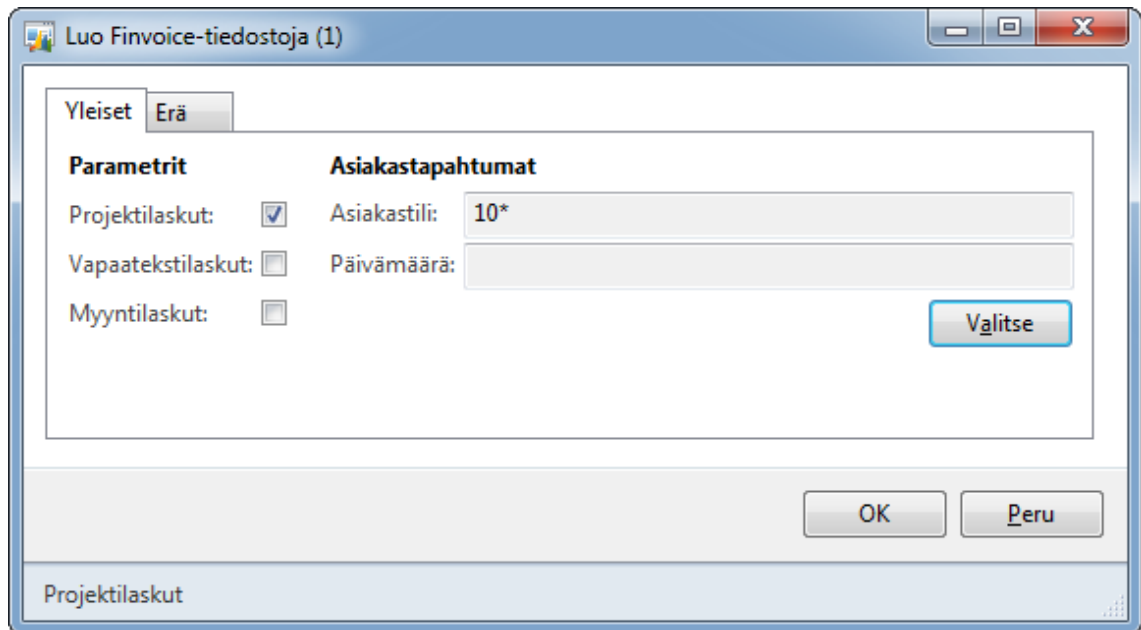 Luo Finvoice-tiedostoja (1)
Yleiset Erä
Parametrit Asiakastapahtumat
Projektilaskut: Asiakastili: 10*
Vapaatekstilaskut: Päivämäärä:
Myyntilaskut:
Valitse
OK Peru
Projektilaskut